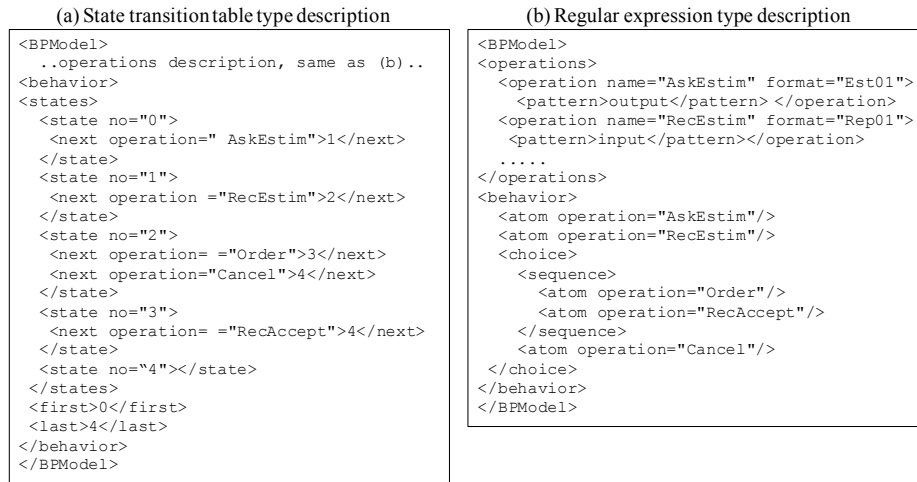 (a) State transition table type description
<BPModel>
..operations description, same as (b)..
<behavior>
<states>
<state no="0">
<next operation=" AskEstim">1</next>
</state>
<state no="1">
<next operation ="RecEstim">2</next>
</state>
<state no="2">
<next operation= ="Order">3</next>
<next operation="Cancel">4</next>
</state>
<state no="3">
<next operation= ="RecAccept">4</next>
</state>
<state no=“4"></state>
</states>
<first>0</first>
<last>4</last>
</behavior>
</BPModel>
(b) Regular expression type description
<BPModel>
<operations>
<operation name="AskEstim" format="Est01">
<pattern>output</pattern> </operation>
<operation name="RecEstim" format="Rep01">
<pattern>input</pattern></operation>
.....
</operations>
<behavior>
<atom operation="AskEstim"/>
<atom operation="RecEstim"/>
<choice>
<sequence>
<atom operation="Order"/>
<atom operation="RecAccept"/>
</sequence>
<atom operation="Cancel"/>
</choice>
</behavior>
</BPModel>